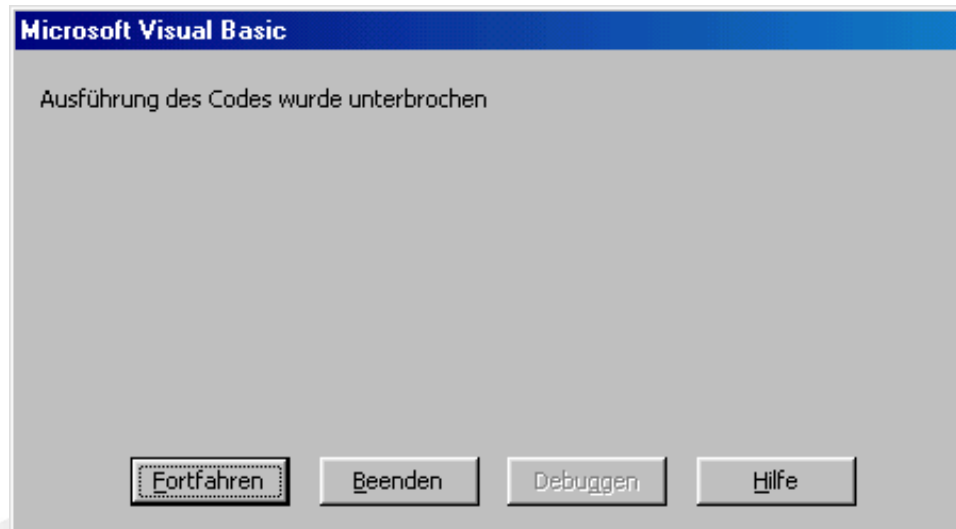 Microsoft Visual Basic
Ausführung des Codes wurde unterbrochen
Fortfahren Beenden Debuggen Hilfe